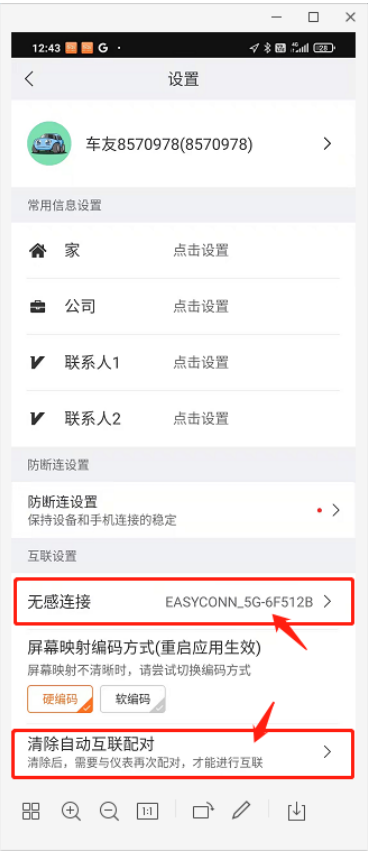 12:43 G · 28
设置
车友8570978(8570978)
常用信息设置
家 点击设置
公司 点击设置
联系人1 点击设置
联系人2 点击设置
防断连设置
防断连设置
保持设备和手机连接的稳定
互联设置
无感连接 EASYCONN_5G-6F512B
屏幕映射编码方式(重启应用生效)
屏幕映射不清晰时，请尝试切换编码方式
硬编码 软编码
清除自动互联配对
清除后，需要与仪表再次配对，才能进行互联
1:1